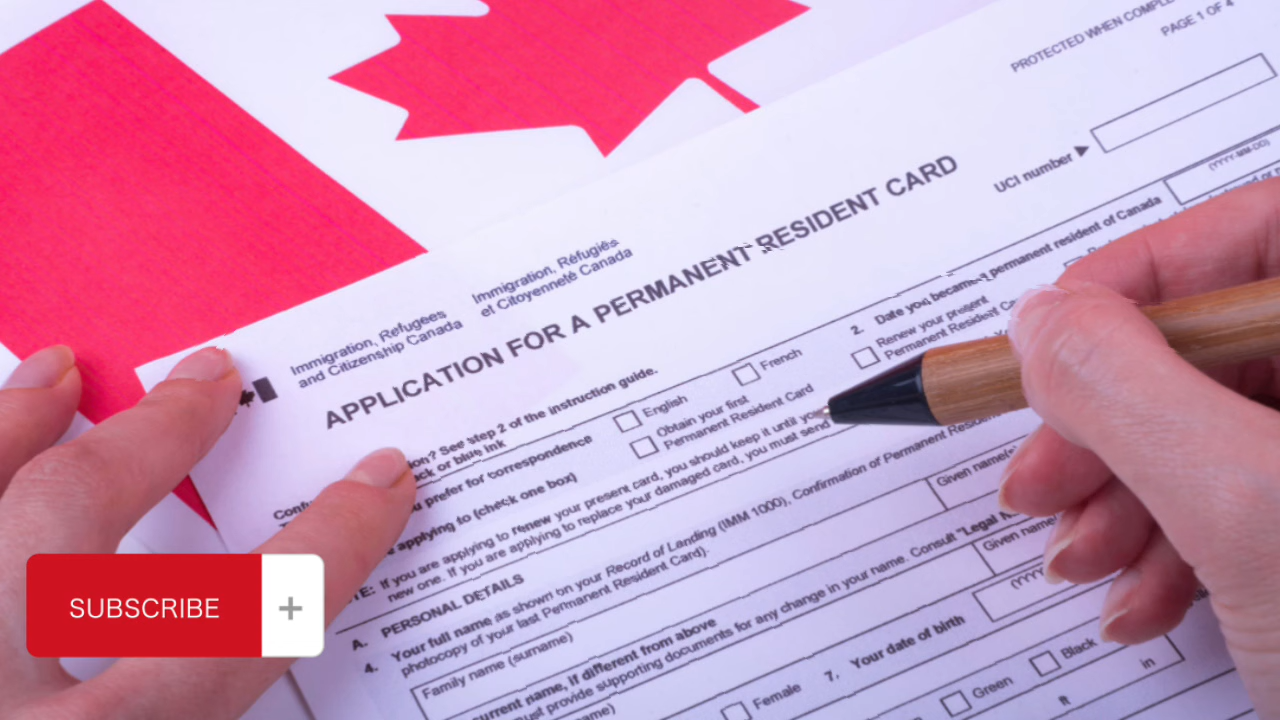 PROTECTED WHEN COMPLE
PAGE 1 OF 4
UCI number
Immigration, Refugees
and Citizenship Canada
Immigration, Réfugiés
et Citoyenneté Canada
APPLICATION FOR A PERMANENT RESIDENT CARD
(YYYY-MM-DD)
See step 2 of the instruction guide.
or blue ink
prefer for correspondence
English
French
2. Date you became permanent resident of Canada
applying to (check one box)
Obtain your first
Permanent Resident Card
Renew your present
Permanent Resident
If you are applying to renew your present card, you should keep it until you
new one. If you are applying to replace your damaged card, you must send
A. PERSONAL DETAILS
4. Your full name as shown on your Record of Landing (IMM 1000), Confirmation of Permanent
photocopy of your last Permanent Resident Card).
Family name (surname)
Given name(s)
current name, if different from above
must provide supporting documents for any change in your name. Consult "Legal
Given name
Female
7. Your date of birth
Green
Black
in
SUBSCRIBE +